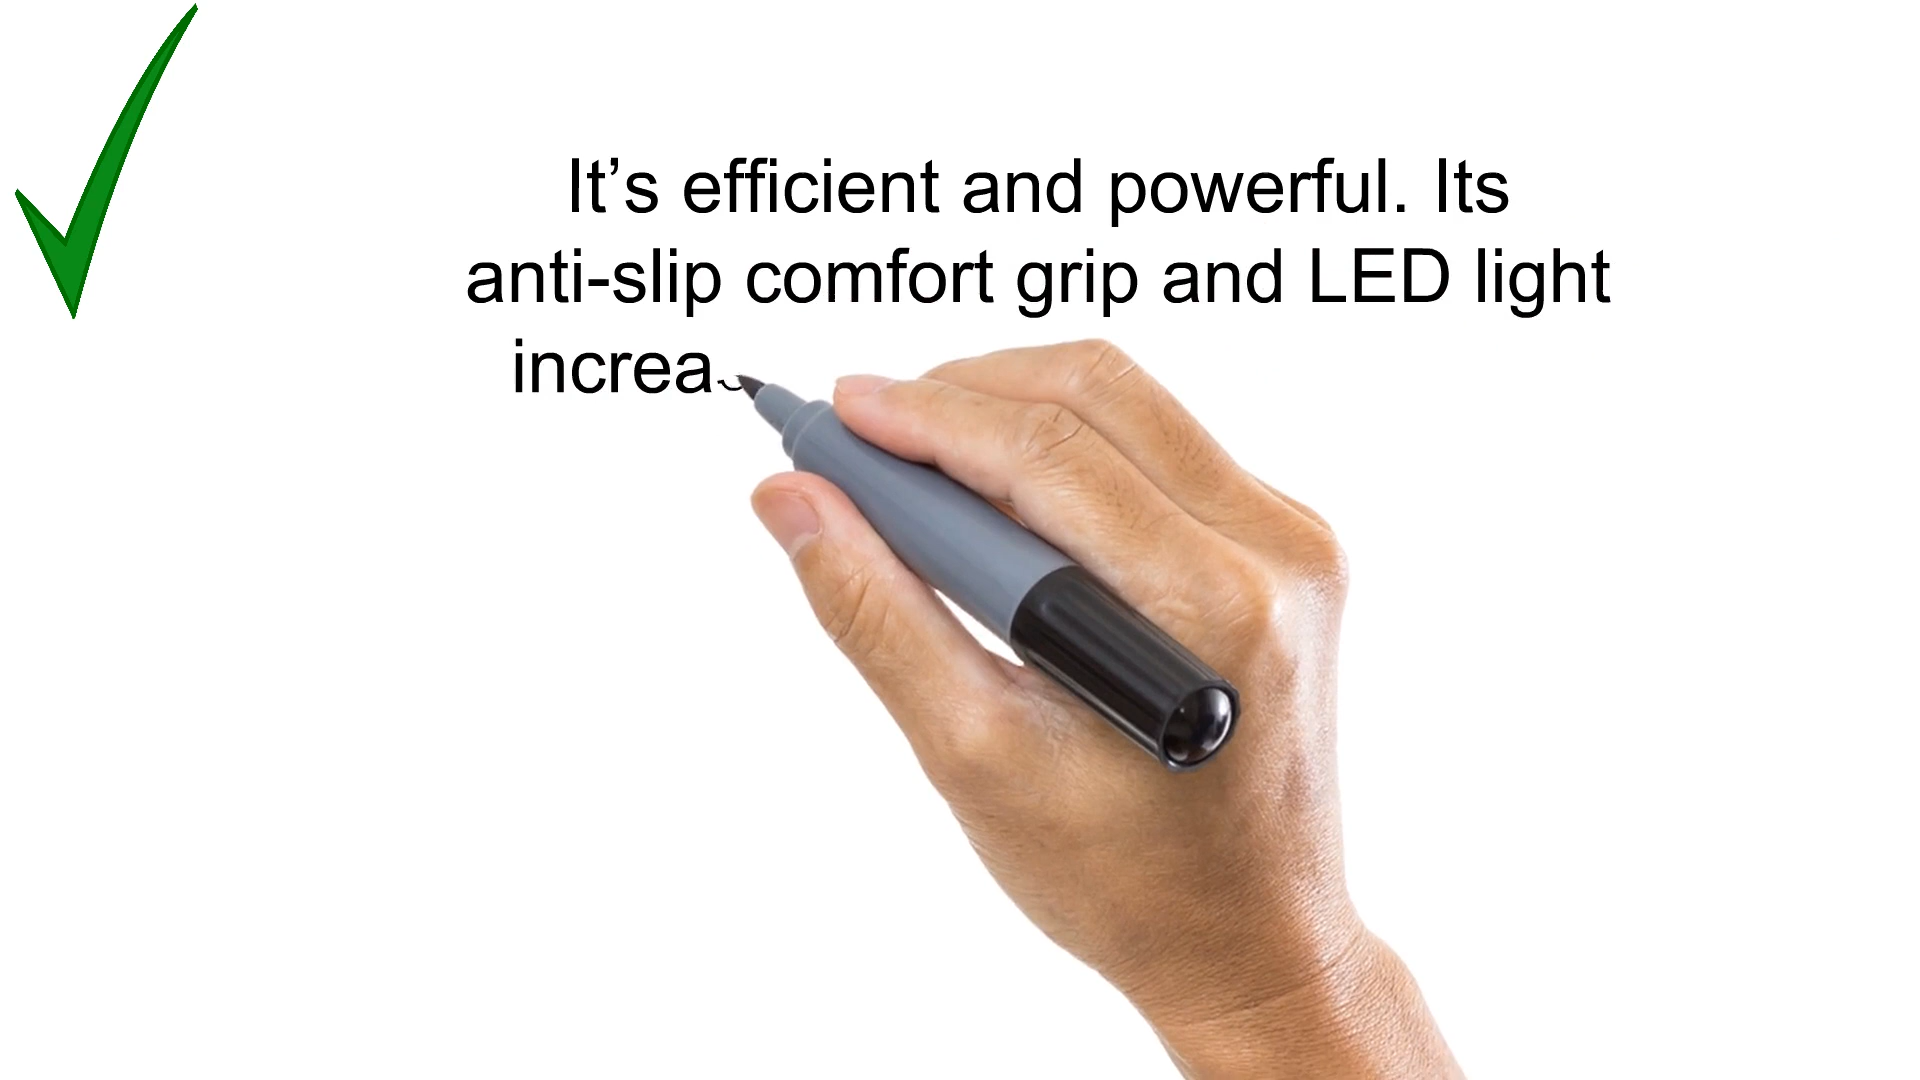 It’s efficient and powerful. Its
anti-slip comfort grip and LED light
increa